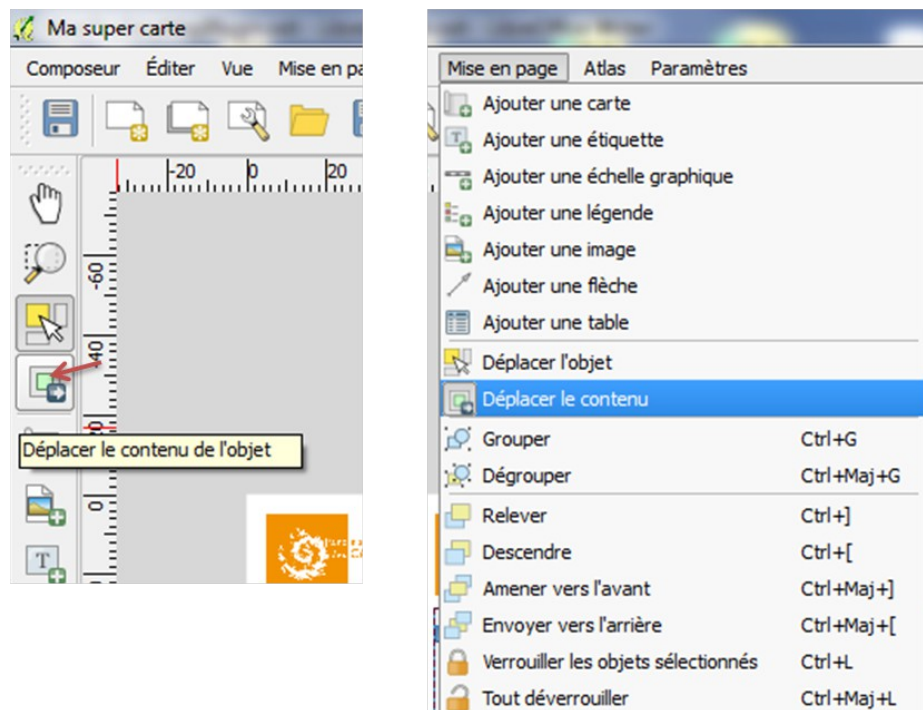 Ma super carte
Composeur Éditer Vue Mise en pa
-20 0 20
-60
-40
-20
Déplacer le contenu de l'objet
0
Mise en page Atlas Paramètres
Ajouter une carte
Ajouter une étiquette
Ajouter une échelle graphique
Ajouter une légende
Ajouter une image
Ajouter une flèche
Ajouter une table
Déplacer l'objet
Déplacer le contenu
Grouper Ctrl+G
Dégrouper Ctrl+Maj+G
Relever Ctrl+]
Descendre Ctrl+[
Amener vers l'avant Ctrl+Maj+]
Envoyer vers l'arrière Ctrl+Maj+[
Verrouiller les objets sélectionnés Ctrl+L
Tout déverrouiller Ctrl+Maj+L